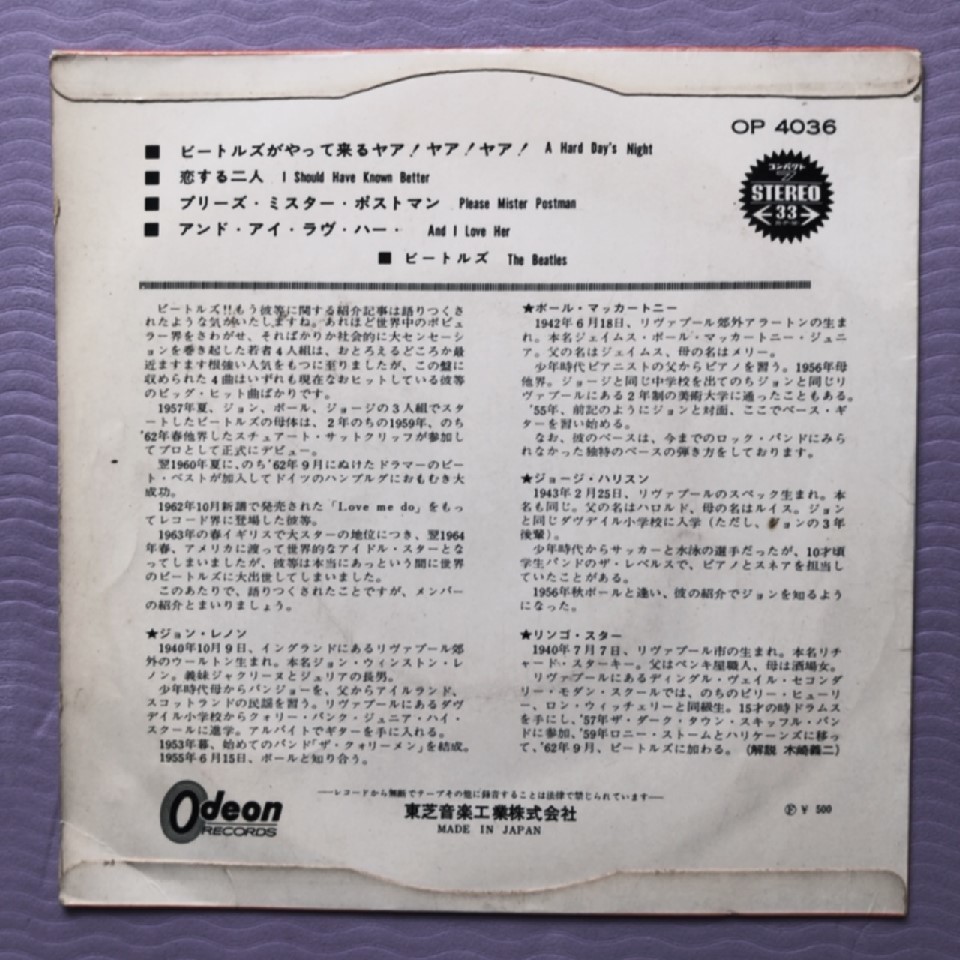 OP 4036
■ ビートルズがやって来るヤア!ヤア!ヤア! A Hard Day's Night
■ 恋する二人 I Should Have Known Better
■ プリーズ・ミスター・ポストマン Please Mister Postman
■ アンド・アイ・ラヴ・ハー And I Love Her
■ ビートルズ The Beatles
コンパクト
STEREO
33
ビートルズ!!もう彼等に関する紹介記事は語りつくさ
れたような気がいたしますね。あれほど世界中のポピュ
ラー界をさわがせ、そればかりか社会的に大センセーシ
ョンを巻き起した若者4人組は、おとろえるどころか最
近ますます根強い人気をもつに至りましたが、この盤に
収められた4曲はいずれも現在なおヒットしている彼等
のビッグ・ヒット曲ばかりです。
1957年夏、ジョン、ポール、ジョージの3人組でスタ
ートしたビートルズの母体は、2年のちの1959年、のち
'62年春他界したスチュアート・サットクリッフが参加し
てプロとして正式にデビュー。
翌1960年夏に、のち'62年9月にぬけたドラマーのピー
ト・ベストが加入してドイツのハンブルグにおもむき大
成功。
1962年10月新譜で発売された「Love me do」をもっ
てレコード界に登場した彼等。
1963年の春イギリスで大スターの地位につき、翌1964
年春、アメリカに渡って世界的なアイドル・スターとな
ってしまいましたが、彼等は本当にあっという間に世界
のビートルズに大出世してしまいました。
このあたりで、語りつくされたことですが、メンバー
の紹介とまいりましょう。
★ジョン・レノン
1940年10月9日、イングランドにあるリヴァプール郊
外のウールトン生まれ。本名ジョン・ウィンストン・レ
ノン。義妹ジャクリーヌとジュリアの長男。
少年時代母からバンジョーを、父からアイルランド、
スコットランドの民謡を習う。リヴァプールにあるダヴ
デイル小学校からクォリー・バンク・ジュニア・ハイ・
スクールに進学。アルバイトでギターを手に入れる。
1953年暮、始めてのバンド「ザ・クォリーメン」を結成。
1955年6月15日、ポールと知り合う。
★ポール・マッカートニー
1942年6月18日、リヴァプール郊外アラートンの生ま
れ。本名ジェイムス・ポール・マッカートニー・ジュニ
ア。父の名はジェイムス、母の名はメリー。
少年時代ピアニストの父からピアノを習う。1956年母
他界。ジョージと同じ中学校を出てのちジョンと同じリ
ヴァプールにある2年制の美術大学に通ったこともある。
'55年、前記のようにジョンと対面、ここでベース・ギ
ターを習い始める。
なお、彼のベースは、今までのロック・バンドにみら
れなかった独特のベースの弾き方をしております。
★ジョージ・ハリスン
1943年2月25日、リヴァプールのスペック生まれ。本
名も同じ。父の名はハロルド、母の名はルイス。ジョン
と同じダヴデイル小学校に入学(ただし、ジョンの3年
後輩)。
少年時代からサッカーと水泳の選手だったが、10才頃
学生バンドのザ・レベルスで、ピアノとスネアを担当し
ていたことがある。
1956年秋ポールと逢い、彼の紹介でジョンを知るよう
になった。
★リンゴ・スター
1940年7月7日、リヴァプール市の生まれ。本名リチ
ャード・スターキー。父はペンキ屋職人、母は酒場女。
リヴァプールにあるディングル・ヴェイル・セコンダ
リー・モダン・スクールでは、のちのビリー・ヒューリ
ー、ロン・ウィッチェリーと同級生。15才の時ドラムス
を手にし、'57年ザ・ダーク・タウン・スキッフル・バン
ドに参加、'59年ロニー・ストームとハリケーンズに移っ
て、'62年9月、ビートルズに加わる。(解説 木崎義二)
Odeon
RECORDS
―レコードから無断でテープその他に録音することは法律で禁じられています―
東芝音楽工業株式会社
MADE IN JAPAN
Ⓟ ¥ 500